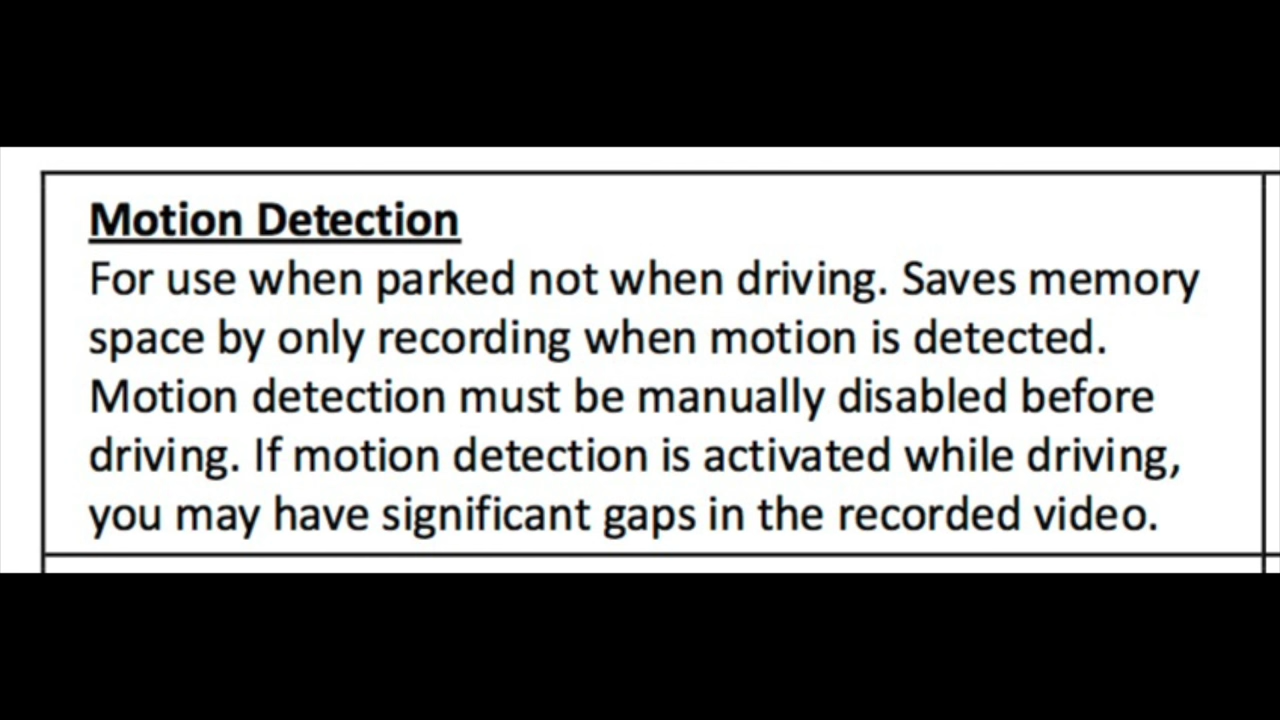 Motion Detection
For use when parked not when driving. Saves memory
space by only recording when motion is detected.
Motion detection must be manually disabled before
driving. If motion detection is activated while driving,
you may have significant gaps in the recorded video.